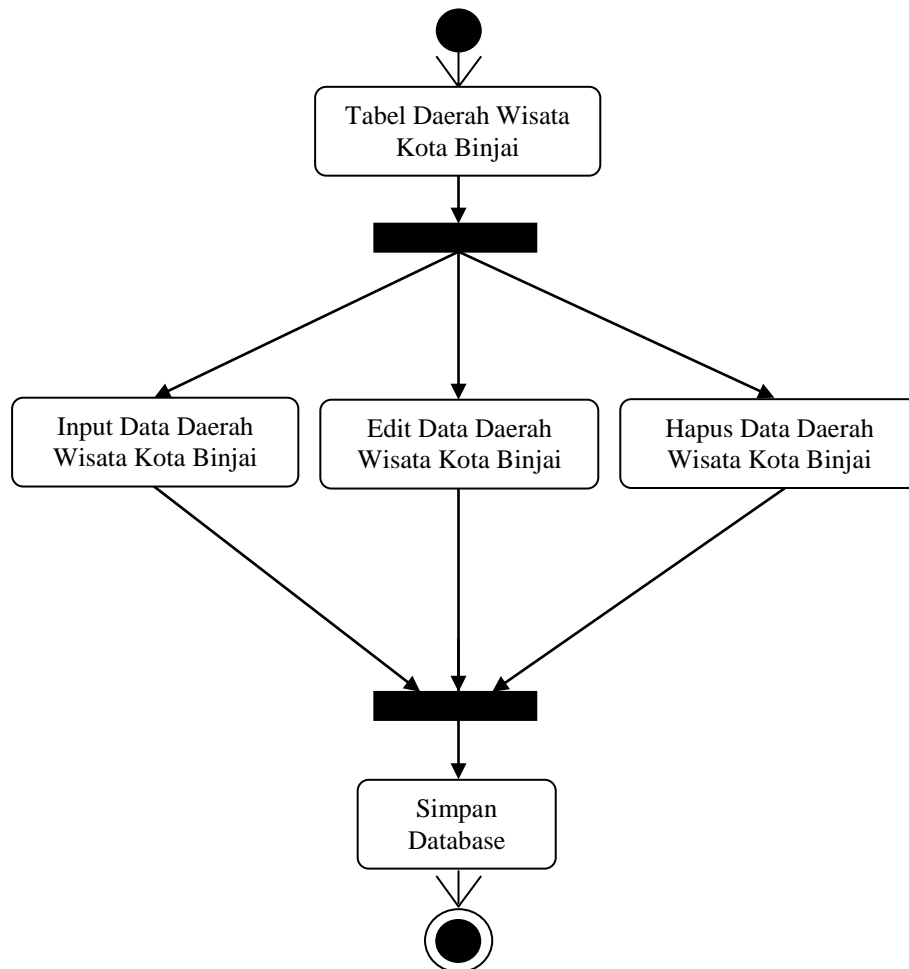 Tabel Daerah Wisata
Kota Binjai
Input Data Daerah
Wisata Kota Binjai
Edit Data Daerah
Wisata Kota Binjai
Hapus Data Daerah
Wisata Kota Binjai
Simpan
Database